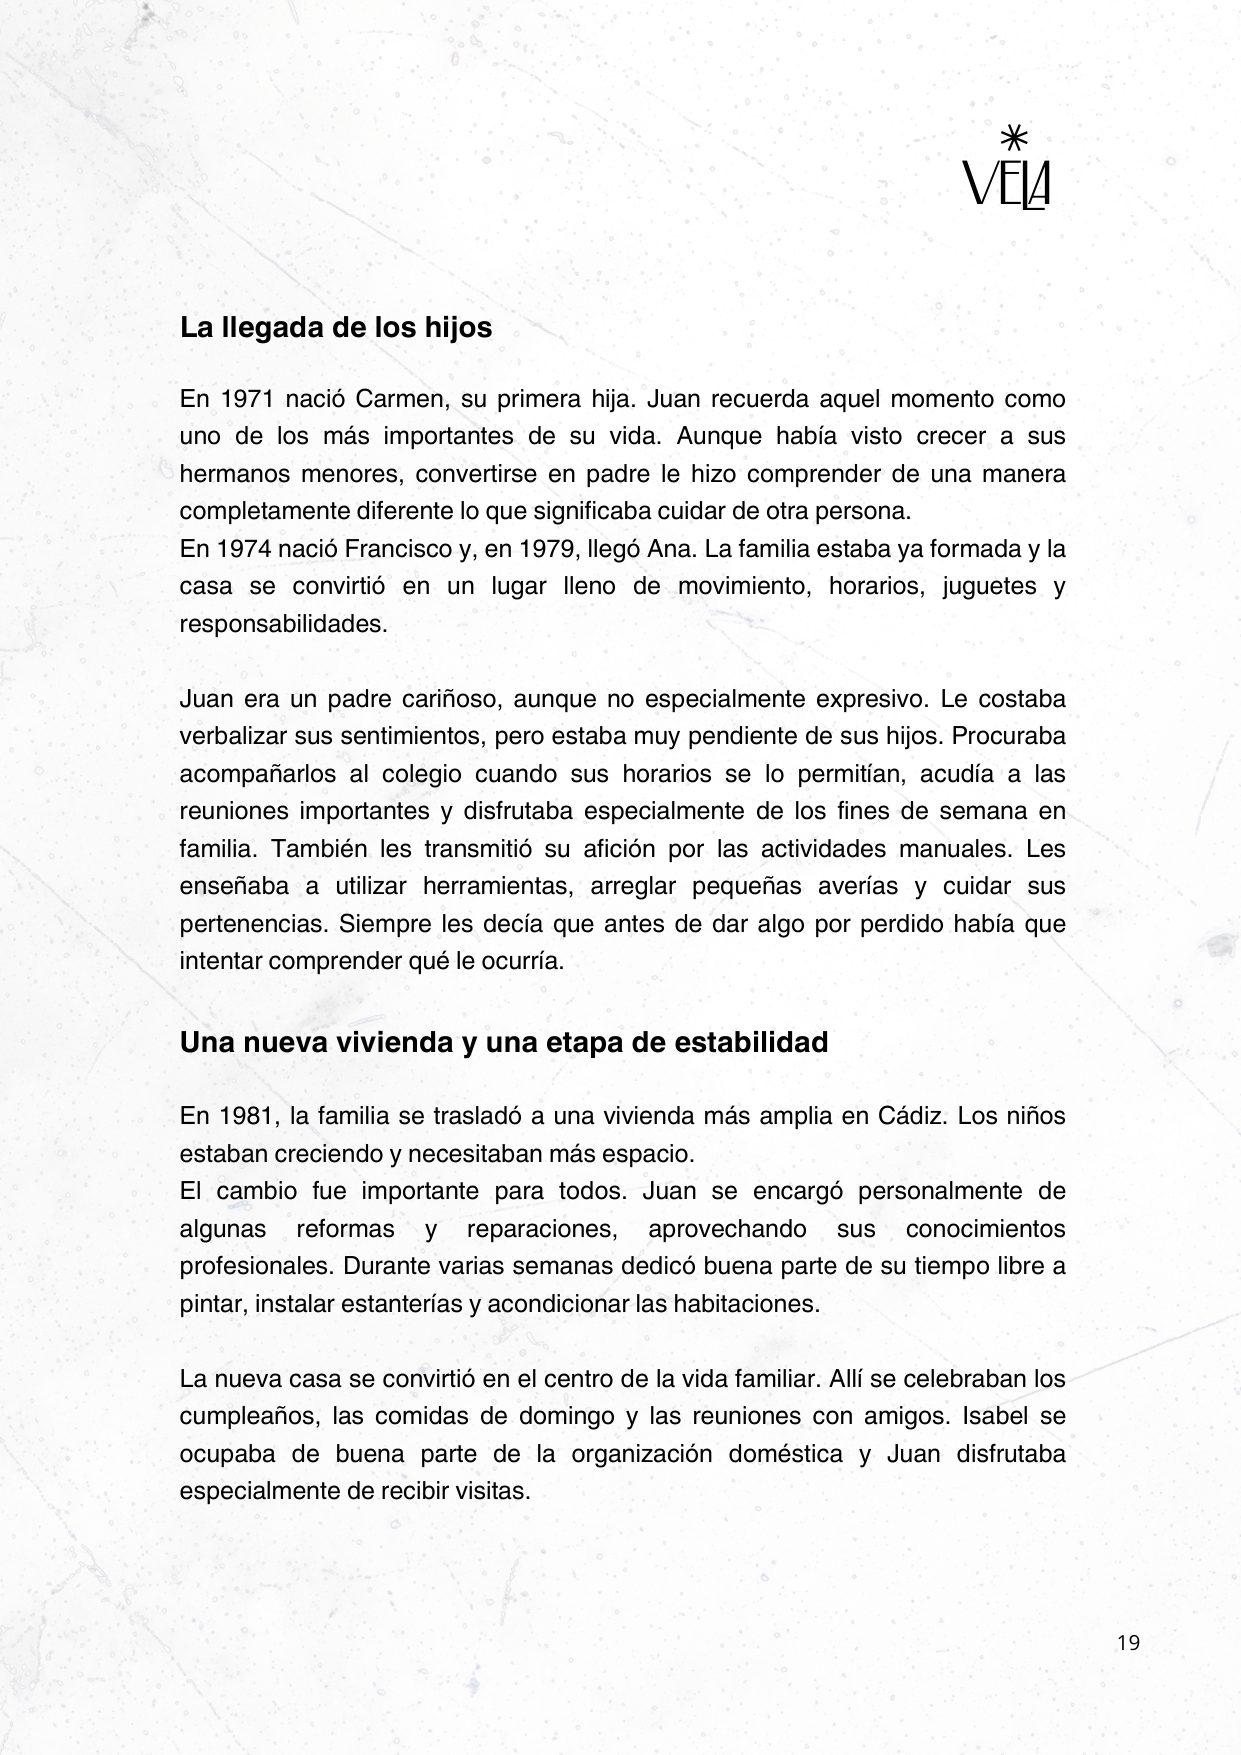 VELA
La llegada de los hijos
En 1971 nació Carmen, su primera hija. Juan recuerda aquel momento como
uno de los más importantes de su vida. Aunque había visto crecer a sus
hermanos menores, convertirse en padre le hizo comprender de una manera
completamente diferente lo que significaba cuidar de otra persona.
En 1974 nació Francisco y, en 1979, llegó Ana. La familia estaba ya formada y la
casa se convirtió en un lugar lleno de movimiento, horarios, juguetes y
responsabilidades.
Juan era un padre cariñoso, aunque no especialmente expresivo. Le costaba
verbalizar sus sentimientos, pero estaba muy pendiente de sus hijos. Procuraba
acompañarlos al colegio cuando sus horarios se lo permitían, acudía a las
reuniones importantes y disfrutaba especialmente de los fines de semana en
familia. También les transmitió su afición por las actividades manuales. Les
enseñaba a utilizar herramientas, arreglar pequeñas averías y cuidar sus
pertenencias. Siempre les decía que antes de dar algo por perdido había que
intentar comprender qué le ocurría.
Una nueva vivienda y una etapa de estabilidad
En 1981, la familia se trasladó a una vivienda más amplia en Cádiz. Los niños
estaban creciendo y necesitaban más espacio.
El cambio fue importante para todos. Juan se encargó personalmente de
algunas reformas y reparaciones, aprovechando sus conocimientos
profesionales. Durante varias semanas dedicó buena parte de su tiempo libre a
pintar, instalar estanterías y acondicionar las habitaciones.
La nueva casa se convirtió en el centro de la vida familiar. Allí se celebraban los
cumpleaños, las comidas de domingo y las reuniones con amigos. Isabel se
ocupaba de buena parte de la organización doméstica y Juan disfrutaba
especialmente de recibir visitas.
19